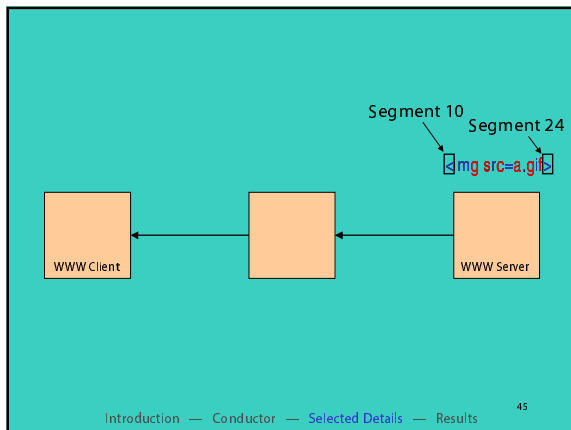 Segment 10
Segment 24
<img src=a.gif>
WWW Client
WWW Server
45
Introduction — Conductor — Selected Details — Results